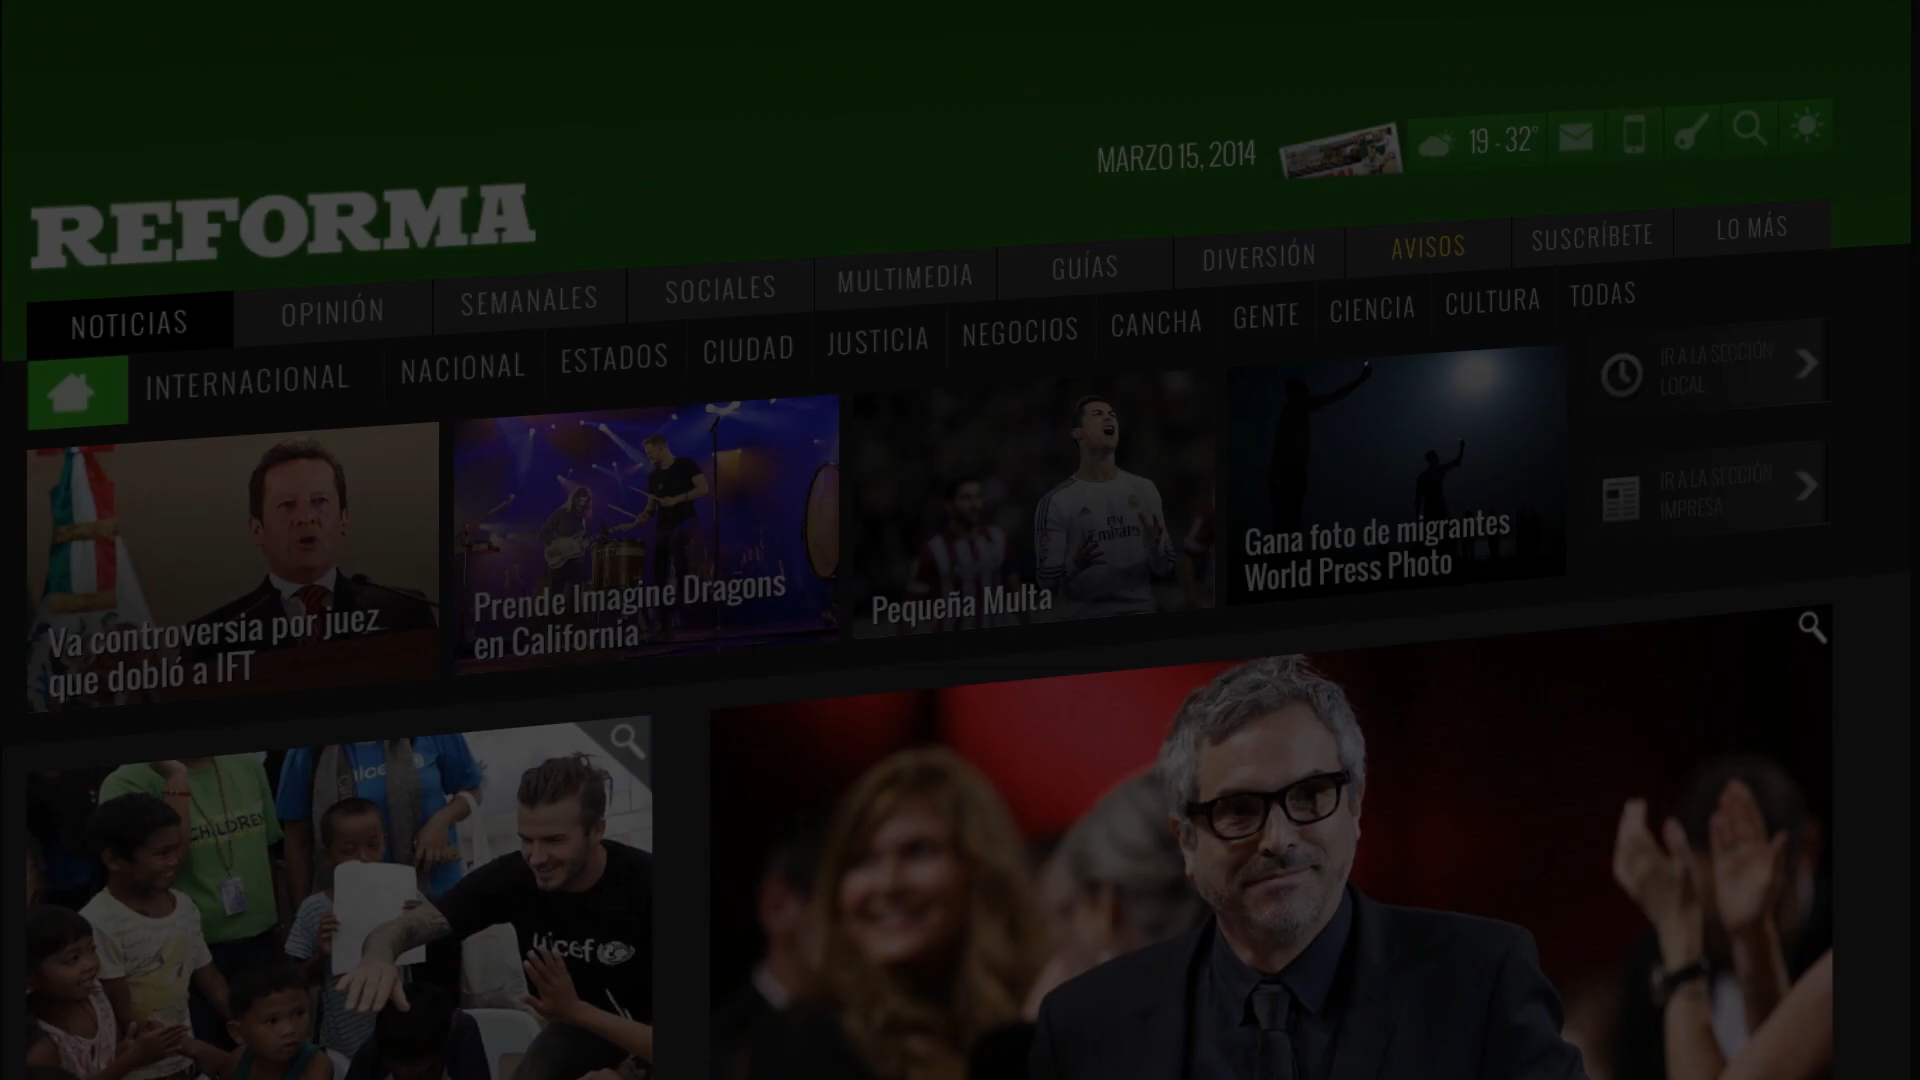 MARZO 15, 2014
19 - 32°
REFORMA
NOTICIAS
OPINIÓN
SEMANALES
SOCIALES
MULTIMEDIA
GUÍAS
DIVERSIÓN
AVISOS
SUSCRÍBETE
LO MÁS
INTERNACIONAL
NACIONAL
ESTADOS
CIUDAD
JUSTICIA
NEGOCIOS
CANCHA
GENTE
CIENCIA
CULTURA
TODAS
IR A LA SECCIÓN
LOCAL
IR A LA SECCIÓN
IMPRESA
Va controversia por juez
que dobló a IFT
Prende Imagine Dragons
en California
Fly
Emirates
Pequeña Multa
Gana foto de migrantes
World Press Photo
CHILDREN
unicef